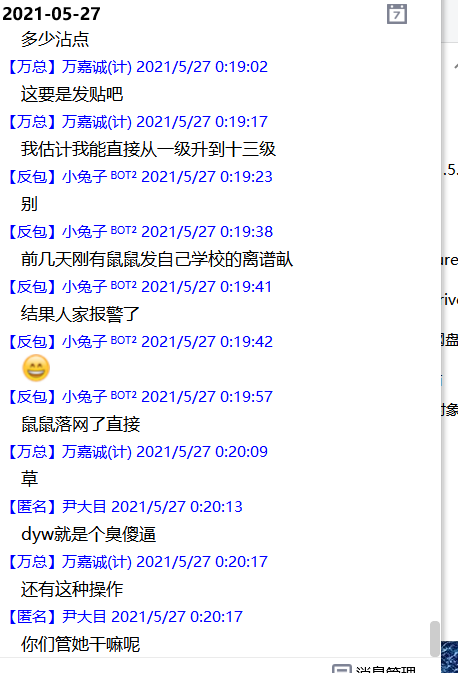 2021-05-27
7
多少沾点
【万总】万嘉诚(计) 2021/5/27 0:19:02
这要是发贴吧
【万总】万嘉诚(计) 2021/5/27 0:19:17
我估计我能直接从一级升到十三级
【反包】小兔子 BOT2 2021/5/27 0:19:23
别
【反包】小兔子 BOT2 2021/5/27 0:19:38
前几天刚有鼠鼠发自己学校的离谱畒
【反包】小兔子 BOT2 2021/5/27 0:19:41
结果人家报警了
【反包】小兔子 BOT2 2021/5/27 0:19:42
【反包】小兔子 BOT2 2021/5/27 0:19:57
鼠鼠落网了直接
【万总】万嘉诚(计) 2021/5/27 0:20:09
草
【匿名】尹大目 2021/5/27 0:20:13
dyw就是个臭傻逼
【万总】万嘉诚(计) 2021/5/27 0:20:17
还有这种操作
【匿名】尹大目 2021/5/27 0:20:17
你们管她干嘛呢
.5.
ure
rive
对象